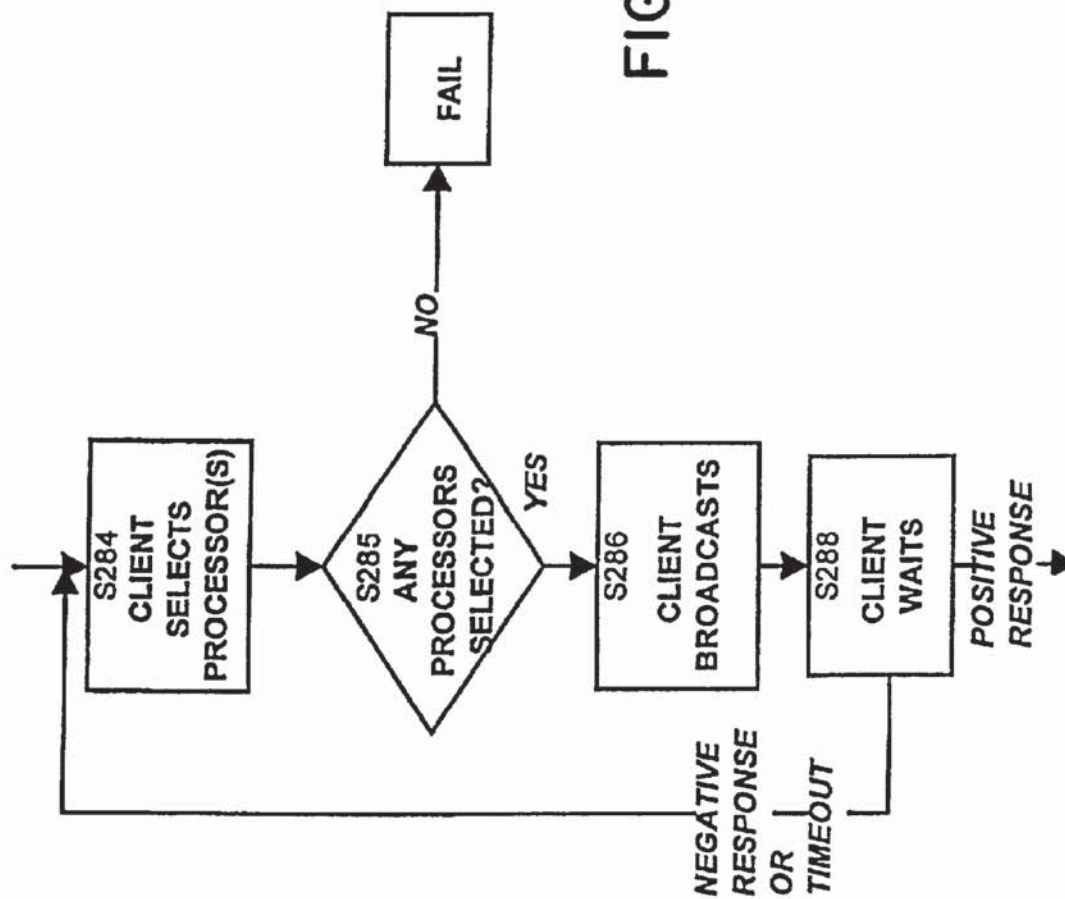 S284
CLIENT
SELECTS
PROCESSOR(S)
S285
ANY
PROCESSORS
SELECTED?
NO
FAIL
YES
S286
CLIENT
BROADCASTS
S288
CLIENT
WAITS
NEGATIVE
RESPONSE
OR
TIMEOUT
POSITIVE
RESPONSE
FIG